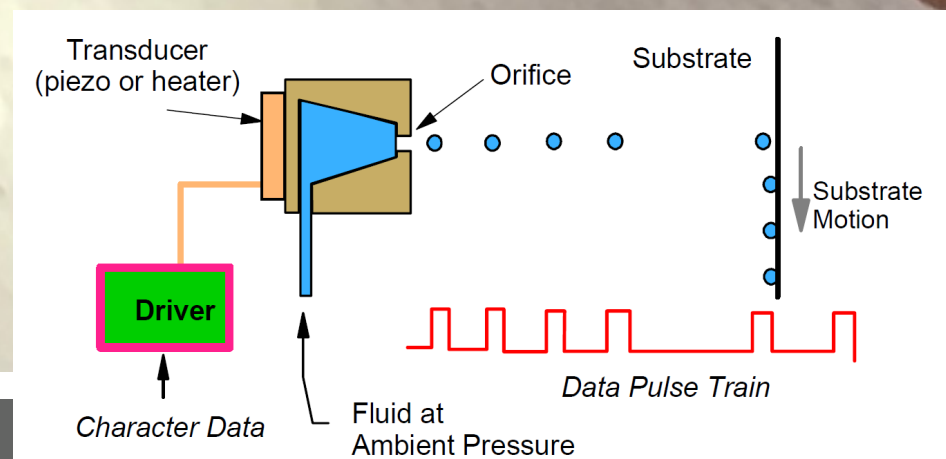 Transducer
(piezo or heater)
Orifice
Substrate
Substrate
Motion
Driver
Data Pulse Train
Character Data
Fluid at
Ambient Pressure